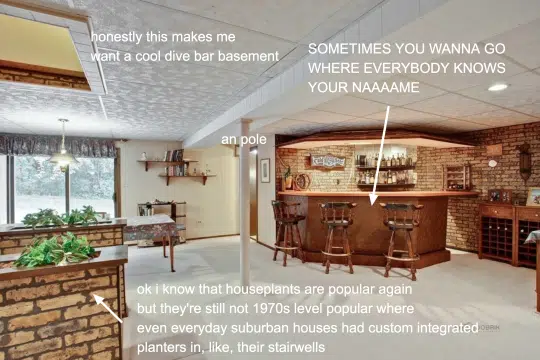 honestly this makes me
want a cool dive bar basement
SOMETIMES YOU WANNA GO
WHERE EVERYBODY KNOWS
YOUR NAAAAME
an pole
ok i know that houseplants are popular again
but they're still not 1970s level popular where
even everyday suburban houses had custom integrated
planters in, like, their stairwells